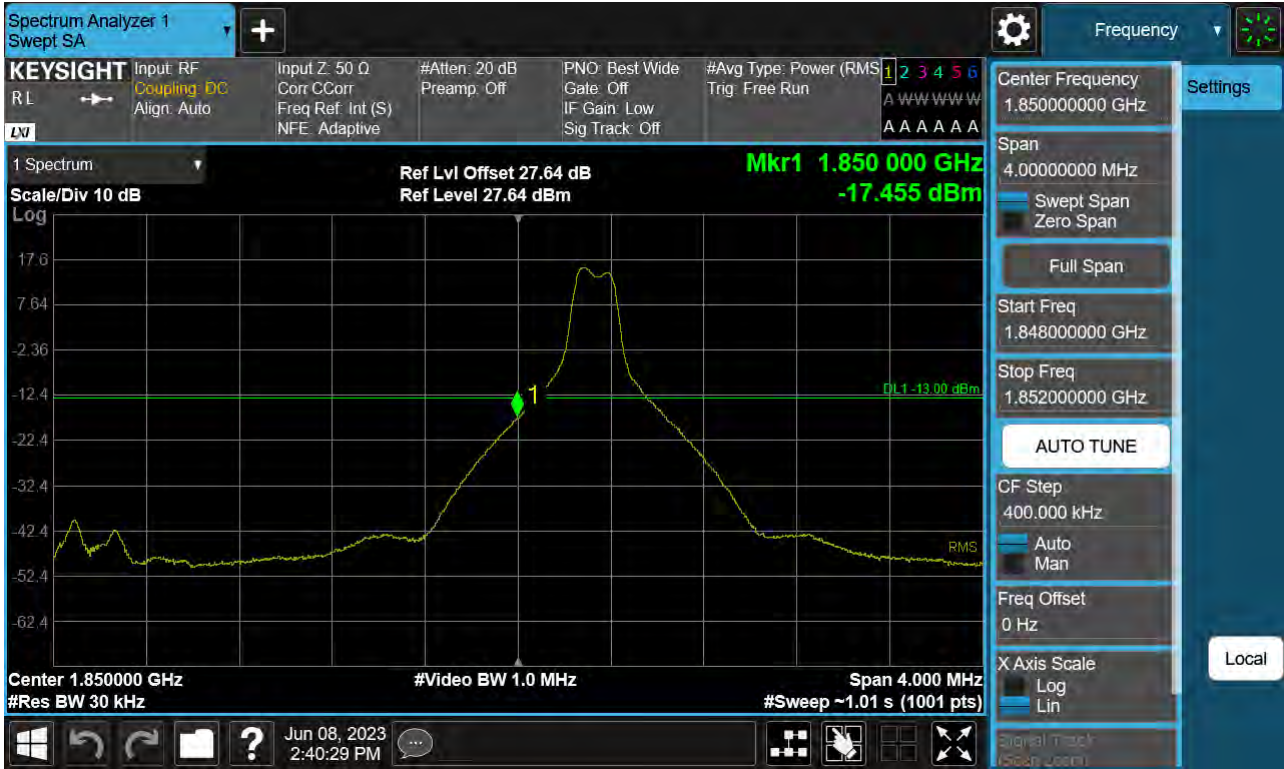 Spectrum Analyzer 1
Swept SA
Frequency
KEYSIGHT
RL
LXI
Input: RF
Coupling: DC
Align: Auto
Input Z: 50 Ω
Corr CCorr
Freq Ref: Int (S)
NFE: Adaptive
#Atten: 20 dB
Preamp: Off
PNO: Best Wide
Gate: Off
IF Gain: Low
Sig Track: Off
#Avg Type: Power (RMS
Trig: Free Run
1 2 3 4 5 6
A W W W W W
A A A A A A
Center Frequency
1.850000000 GHz
Settings
1 Spectrum
Scale/Div 10 dB
Log
Ref Lvl Offset 27.64 dB
Ref Level 27.64 dBm
Mkr1 1.850 000 GHz
-17.455 dBm
Span
4.00000000 MHz
Swept Span
Zero Span
Full Span
Start Freq
1.848000000 GHz
Stop Freq
1.852000000 GHz
AUTO TUNE
CF Step
400.000 kHz
Auto
Man
Freq Offset
0 Hz
X Axis Scale
Log
Lin
Signal Track
(Span Zoom)
Local
17.6
7.64
-2.36
-12.4
-22.4
-32.4
-42.4
-52.4
-62.4
1
DL1 -13.00 dBm
RMS
Center 1.850000 GHz
#Res BW 30 kHz
#Video BW 1.0 MHz
Span 4.000 MHz
#Sweep ~1.01 s (1001 pts)
?
Jun 08, 2023
2:40:29 PM